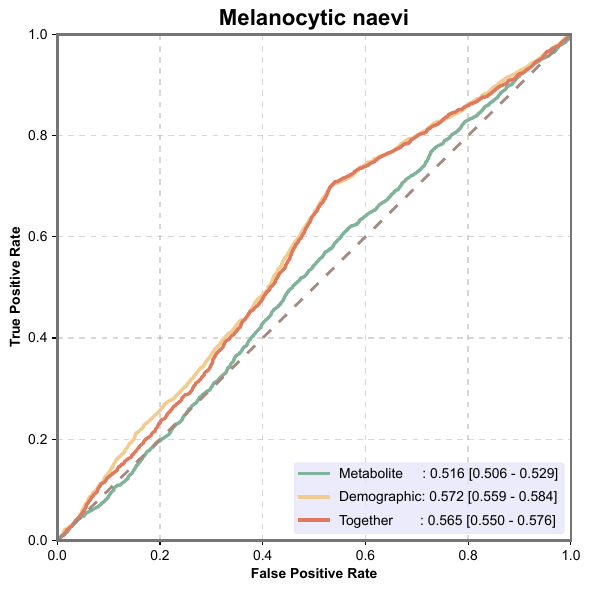 Melanocytic naevi
1.0
0.8
0.6
0.4
0.2
0.0
True Positive Rate
Metabolite : 0.516 [0.506 - 0.529]
Demographic: 0.572 [0.559 - 0.584]
Together : 0.565 [0.550 - 0.576]
0.0 0.2 0.4 0.6 0.8 1.0
False Positive Rate